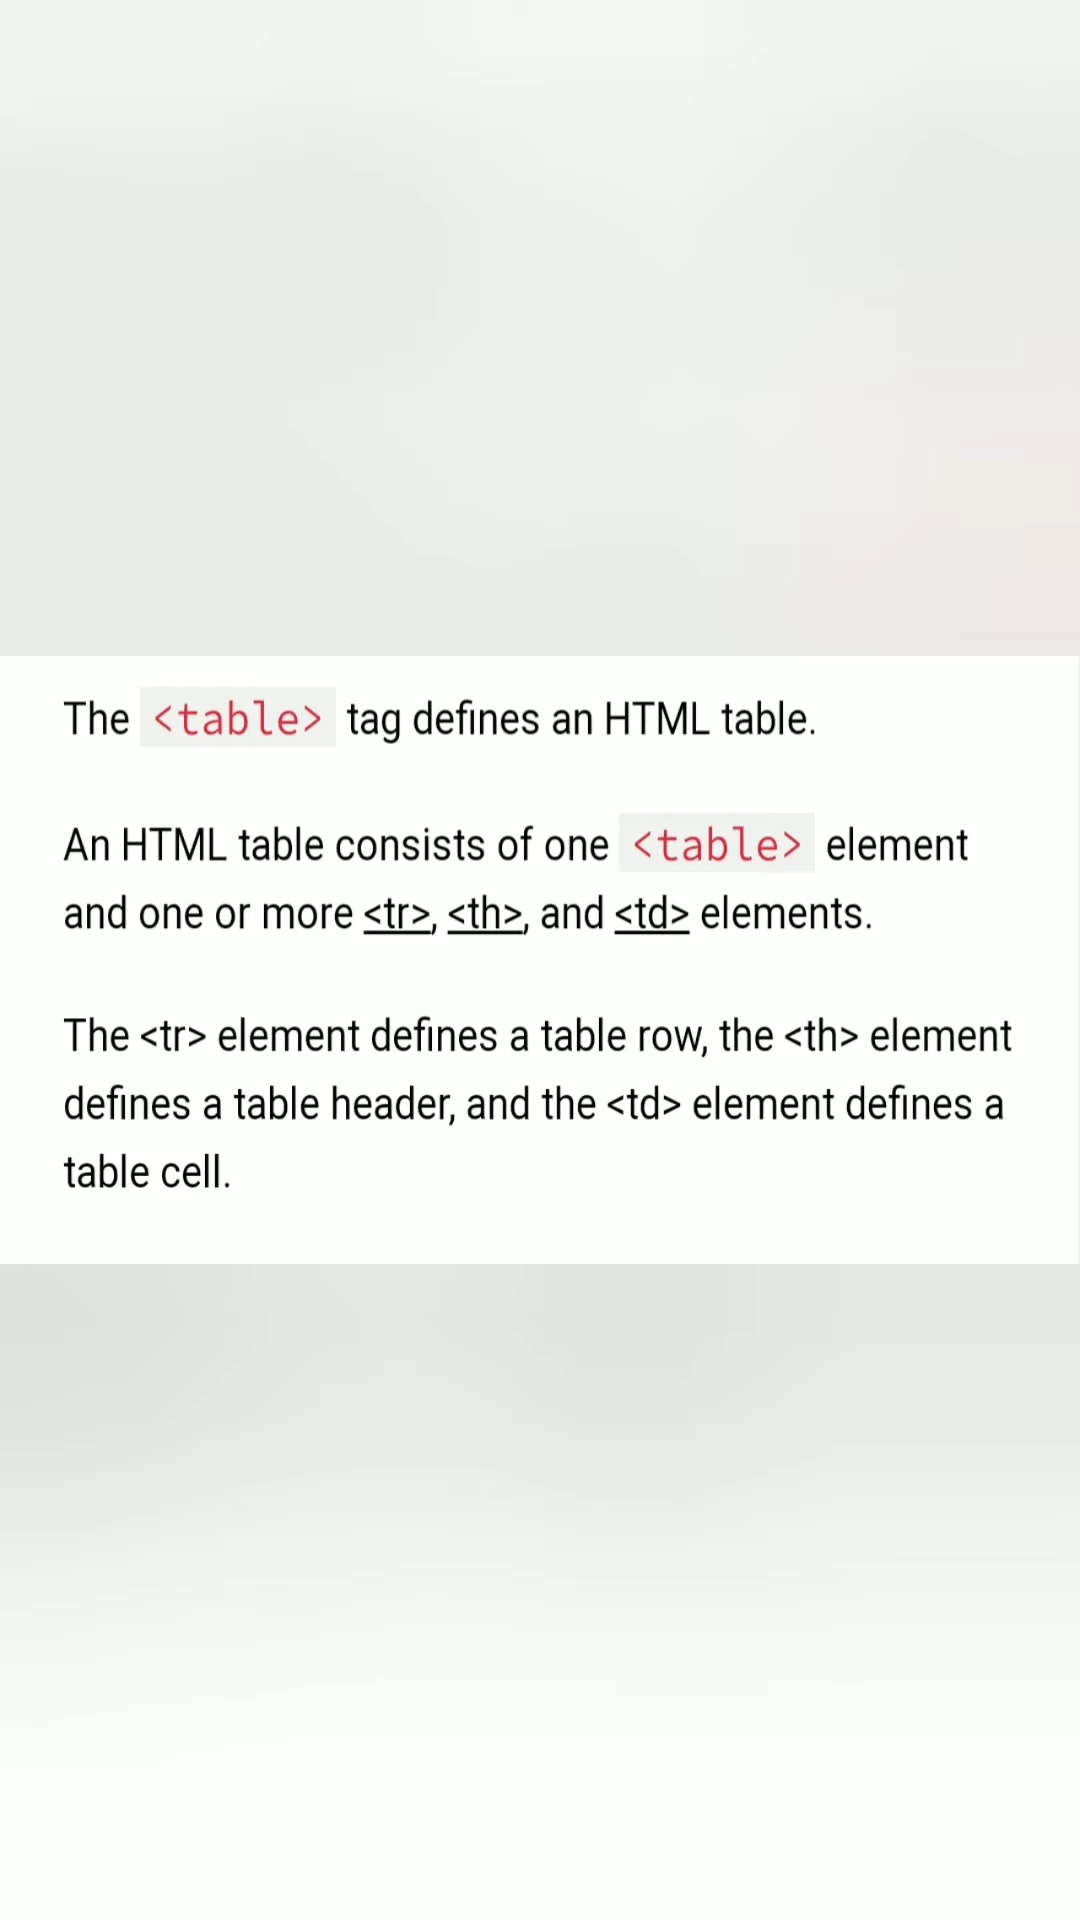 The <table> tag defines an HTML table.
An HTML table consists of one <table> element
and one or more <tr>, <th>, and <td> elements.
The <tr> element defines a table row, the <th> element
defines a table header, and the <td> element defines a
table cell.